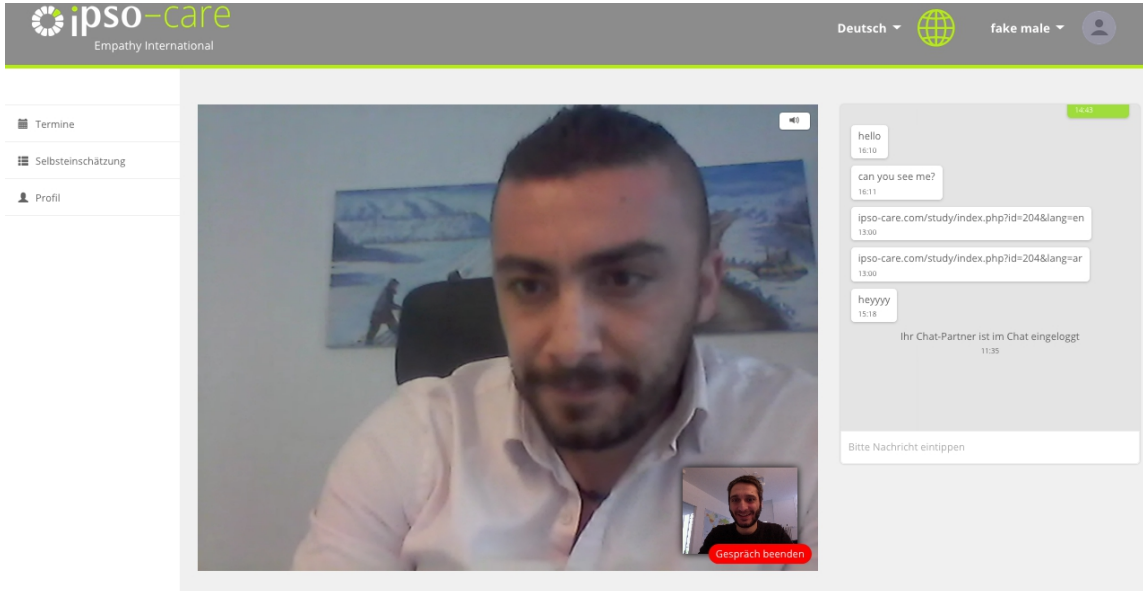 ipso-care
Empathy International
Deutsch
fake male
Termine
Selbsteinschätzung
Profil
14:43
hello
16:10
can you see me?
16:11
ipso-care.com/study/index.php?id=204&lang=en
13:00
ipso-care.com/study/index.php?id=204&lang=ar
13:00
heyyyy
15:18
Ihr Chat-Partner ist im Chat eingeloggt
11:35
Bitte Nachricht eintippen
Gespräch beenden